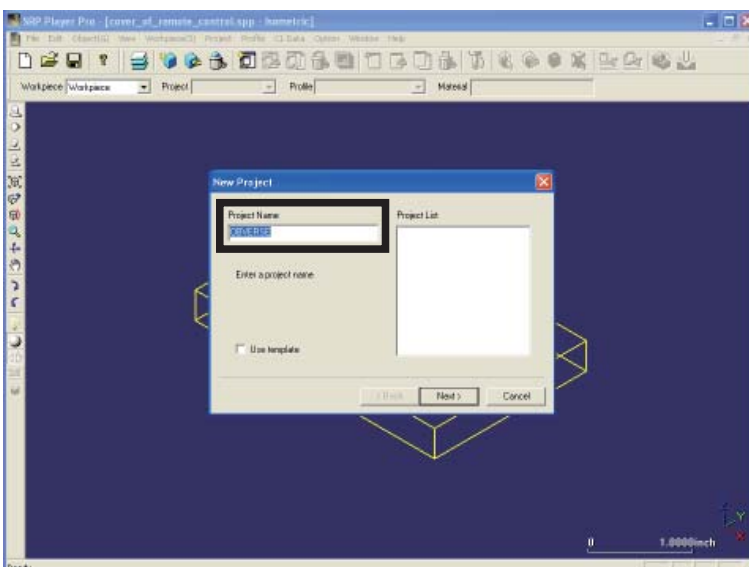 SRP Player Pro - [cover_of_remote_control.spp - Isometric]
File Edit Object(G) View Workpiece(S) Project Profile CL Data Option Window Help
Workpiece Workpiece Project Profile Material
New Project
Project Name
OBVERSE
Project List
Enter a project name
Use template
< Back Next > Cancel
Y
X
0 1.0000inch
Ready